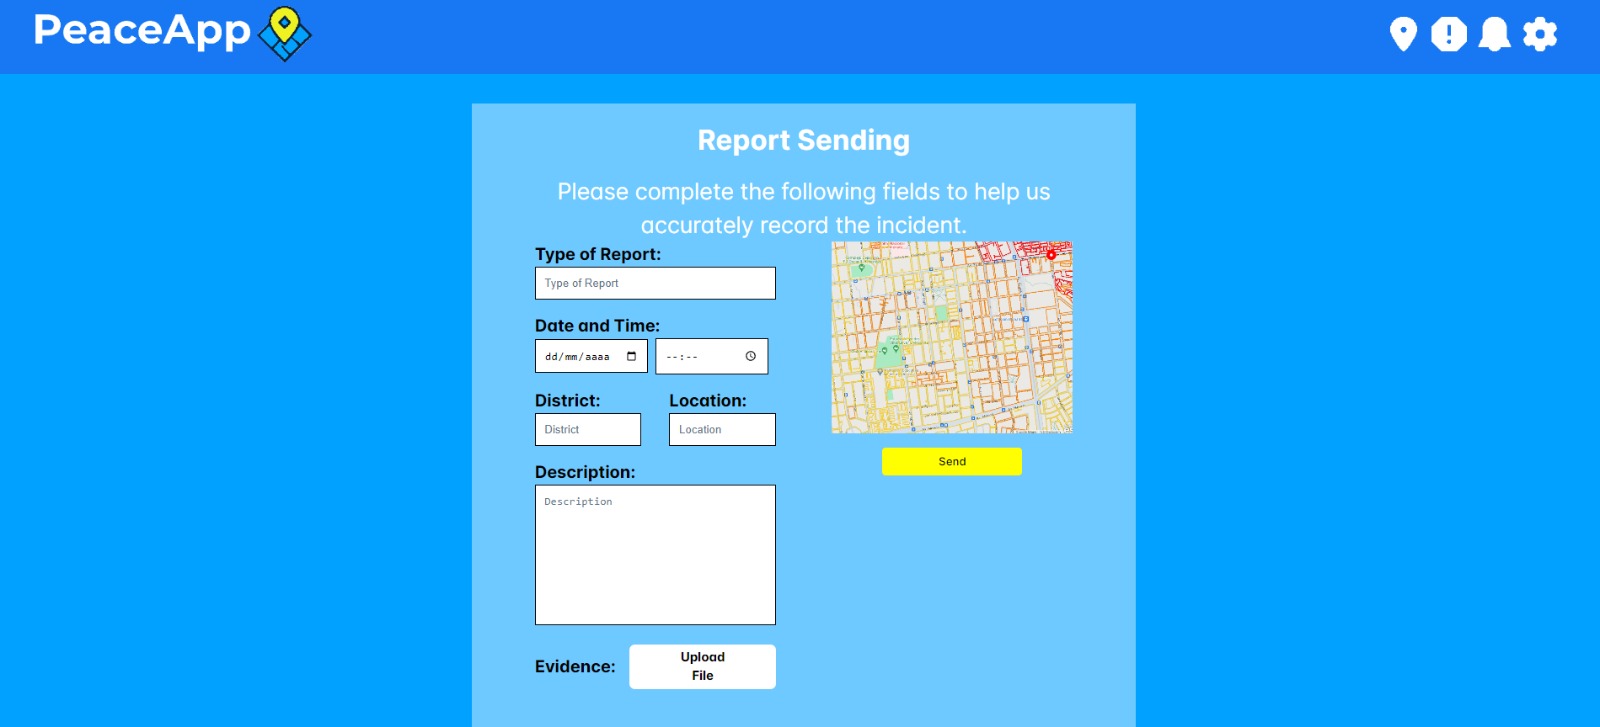 PeaceApp
Report Sending
Please complete the following fields to help us
accurately record the incident.
Type of Report:
Type of Report
Date and Time:
dd/mm/aaaa
--:--
District:
Location:
District
Location
Description:
Description
Evidence:
Upload
File
Send